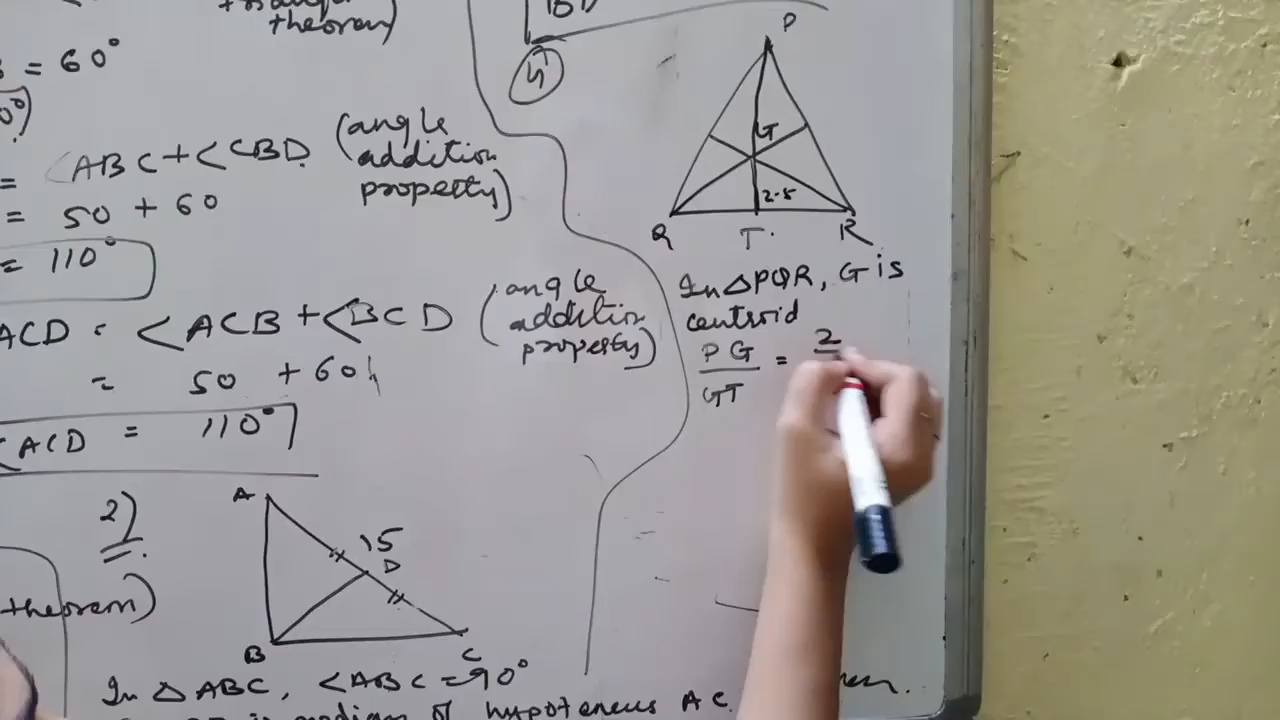 theorem)
= 60°
= ABC + <CBD (angle addition property)
= 50 + 60
= 110°
ACD = <ACB + <BCD (angle addition property)
= 50 + 60
<ACD = 110°
2)
theorem)
A
15
D
B
C
In △ABC, <ABC = 90°
of hypoteneus AC.
4)
P
G
2.5
Q
T
R
In △PQR, G is
centroid
PG = 2
GT